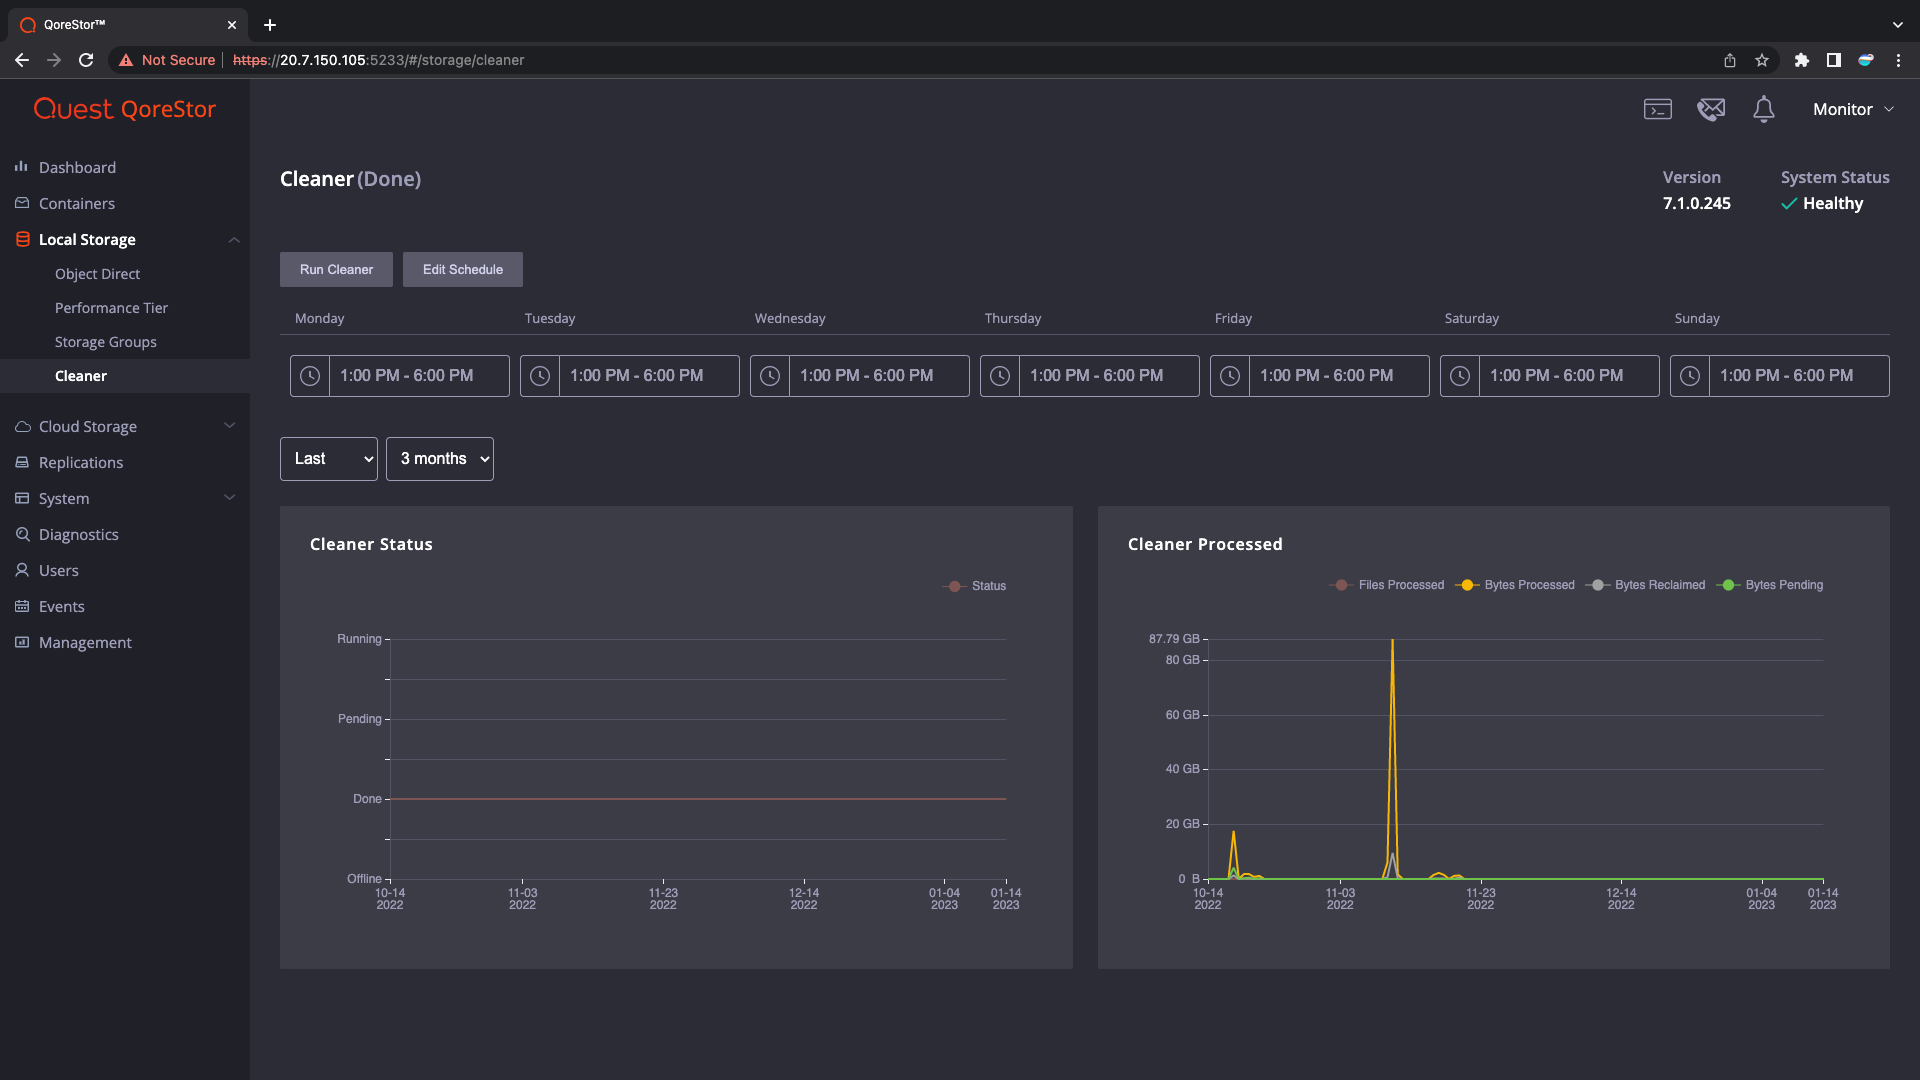 QoreStor™
Not Secure
https://20.7.150.105:5233/#/storage/cleaner
Quest QoreStor
Monitor
Dashboard
Containers
Local Storage
Object Direct
Performance Tier
Storage Groups
Cleaner
Cloud Storage
Replications
System
Diagnostics
Users
Events
Management
Cleaner (Done)
Version
7.1.0.245
System Status
Healthy
Run Cleaner
Edit Schedule
Monday Tuesday Wednesday Thursday Friday Saturday Sunday
1:00 PM - 6:00 PM 1:00 PM - 6:00 PM 1:00 PM - 6:00 PM 1:00 PM - 6:00 PM 1:00 PM - 6:00 PM 1:00 PM - 6:00 PM 1:00 PM - 6:00 PM
Last 3 months
Cleaner Status
Status
Running
Pending
Done
Offline
10-14 11-03 11-23 12-14 01-04 01-14
2022 2022 2022 2022 2023 2023
Cleaner Processed
Files Processed Bytes Processed Bytes Reclaimed Bytes Pending
87.79 GB
80 GB
60 GB
40 GB
20 GB
0 B
10-14 11-03 11-23 12-14 01-04 01-14
2022 2022 2022 2022 2023 2023